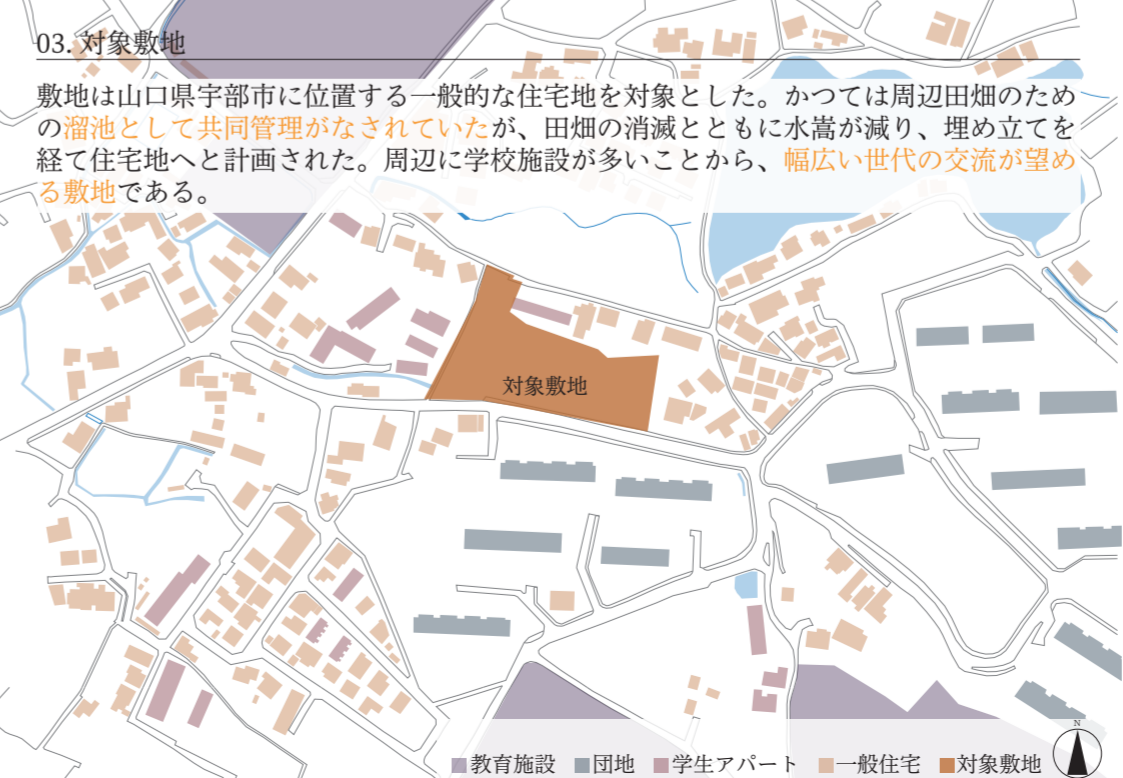 03. 対象敷地
敷地は山口県宇部市に位置する一般的な住宅地を対象とした。かつては周辺田畑のため
の溜池として共同管理がなされていたが、田畑の消滅とともに水嵩が減り、埋め立てを
経て住宅地へと計画された。周辺に学校施設が多いことから、幅広い世代の交流が望め
る敷地である。
対象敷地
N
教育施設 団地 学生アパート 一般住宅 対象敷地